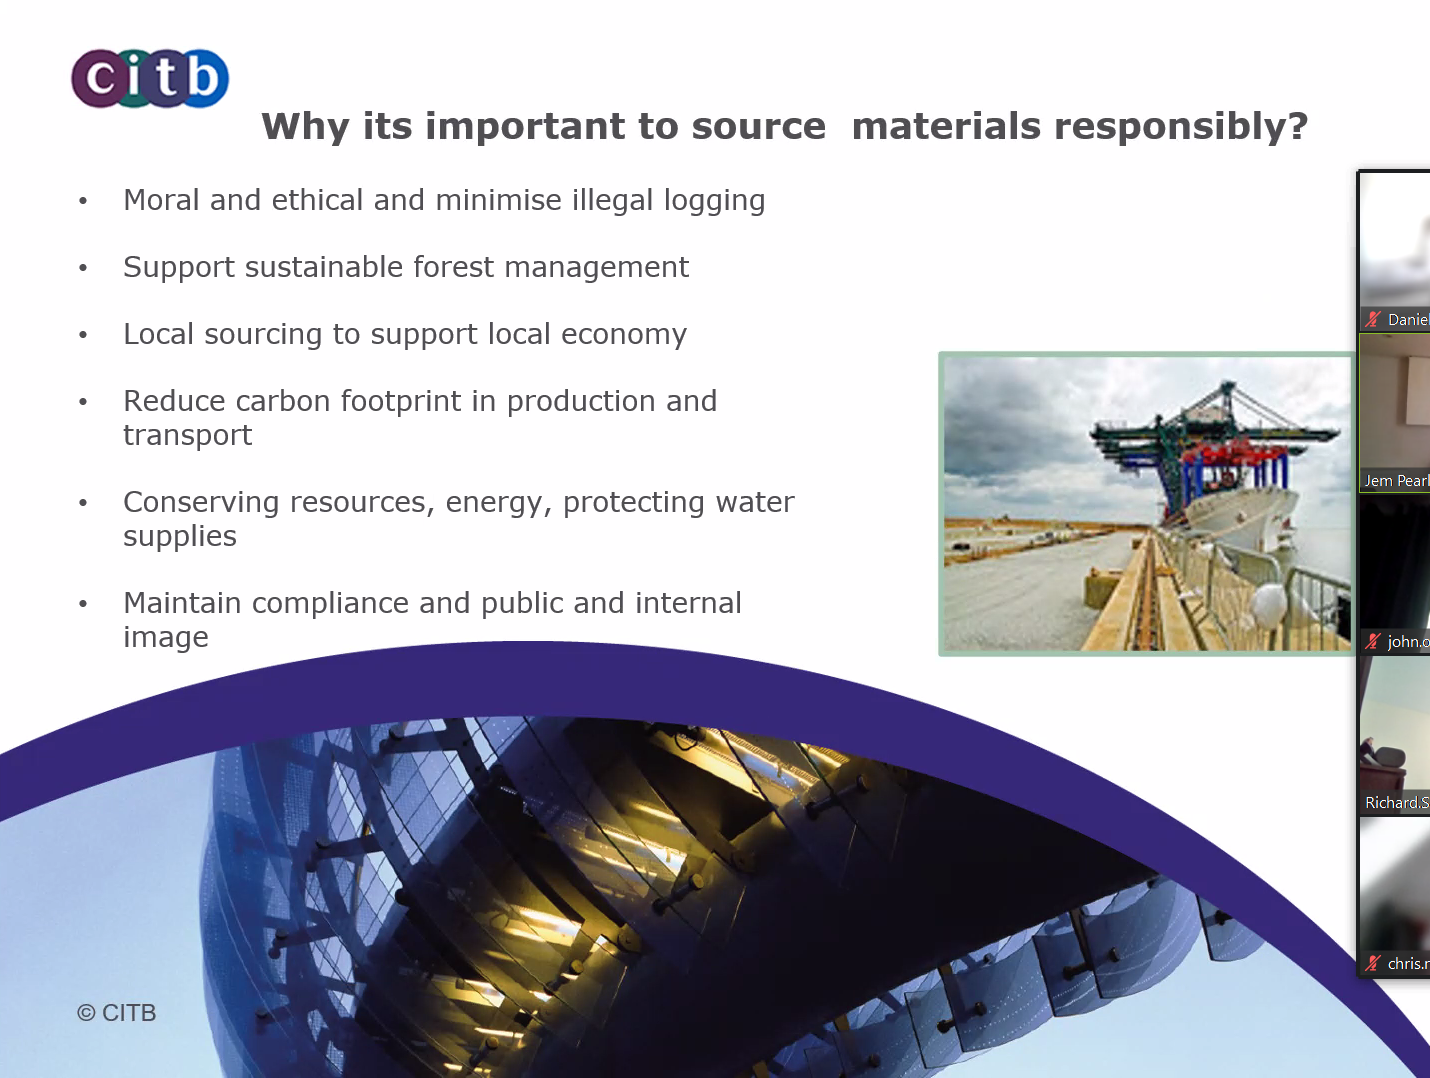 citb
Why its important to source  materials responsibly?
• Moral and ethical and minimise illegal logging
• Support sustainable forest management
• Local sourcing to support local economy
• Reduce carbon footprint in production and
transport
• Conserving resources, energy, protecting water
supplies
• Maintain compliance and public and internal
image
© CITB
Daniel
Jem Pearl
john.o
Richard.S
chris.r